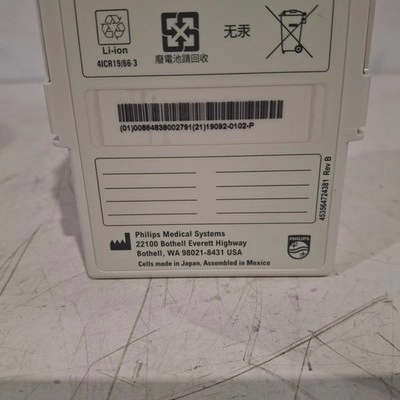 Li-ion
4ICR19/66-3
廢電池請回收
无汞
(01)00884838002791(21)19092-0102-P
453564724381 Rev B
Philips Medical Systems
22100 Bothell Everett Highway
Bothell, WA 98021-8431 USA
Cells made in Japan, Assembled in Mexico
PHILIPS